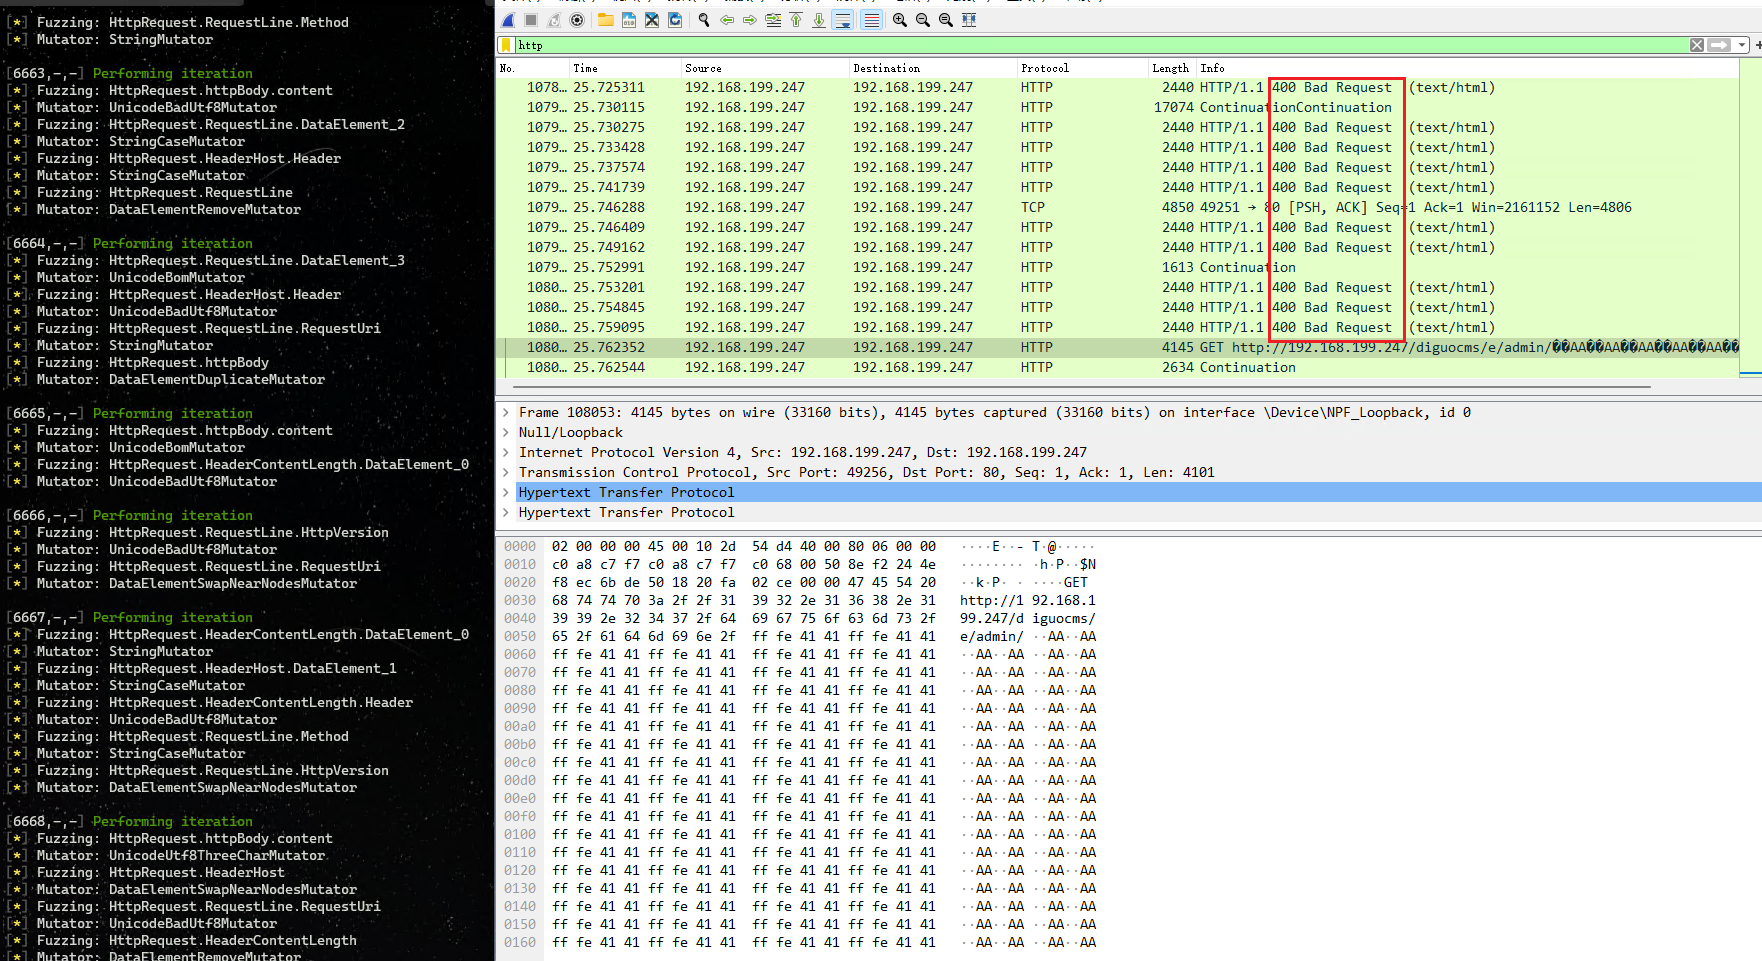 [*] Fuzzing: HttpRequest.RequestLine.Method
[*] Mutator: StringMutator
[6663,-,-] Performing iteration
[*] Fuzzing: HttpRequest.httpBody.content
[*] Mutator: UnicodeBadUtf8Mutator
[*] Fuzzing: HttpRequest.RequestLine.DataElement_2
[*] Mutator: StringCaseMutator
[*] Fuzzing: HttpRequest.HeaderHost.Header
[*] Mutator: StringCaseMutator
[*] Fuzzing: HttpRequest.RequestLine
[*] Mutator: DataElementRemoveMutator
[6664,-,-] Performing iteration
[*] Fuzzing: HttpRequest.RequestLine.DataElement_3
[*] Mutator: UnicodeBomMutator
[*] Fuzzing: HttpRequest.HeaderHost.Header
[*] Mutator: UnicodeBadUtf8Mutator
[*] Fuzzing: HttpRequest.RequestLine.RequestUri
[*] Mutator: StringMutator
[*] Fuzzing: HttpRequest.httpBody
[*] Mutator: DataElementDuplicateMutator
[6665,-,-] Performing iteration
[*] Fuzzing: HttpRequest.httpBody.content
[*] Mutator: UnicodeBomMutator
[*] Fuzzing: HttpRequest.HeaderContentLength.DataElement_0
[*] Mutator: UnicodeBadUtf8Mutator
[6666,-,-] Performing iteration
[*] Fuzzing: HttpRequest.RequestLine.HttpVersion
[*] Mutator: UnicodeBadUtf8Mutator
[*] Fuzzing: HttpRequest.RequestLine.RequestUri
[*] Mutator: DataElementSwapNearNodesMutator
[6667,-,-] Performing iteration
[*] Fuzzing: HttpRequest.HeaderContentLength.DataElement_0
[*] Mutator: StringMutator
[*] Fuzzing: HttpRequest.HeaderHost.DataElement_1
[*] Mutator: StringCaseMutator
[*] Fuzzing: HttpRequest.HeaderContentLength.Header
[*] Mutator: UnicodeBadUtf8Mutator
[*] Fuzzing: HttpRequest.RequestLine.Method
[*] Mutator: StringCaseMutator
[*] Fuzzing: HttpRequest.RequestLine.HttpVersion
[*] Mutator: DataElementSwapNearNodesMutator
[6668,-,-] Performing iteration
[*] Fuzzing: HttpRequest.httpBody.content
[*] Mutator: UnicodeUtf8ThreeCharMutator
[*] Fuzzing: HttpRequest.HeaderHost
[*] Mutator: DataElementSwapNearNodesMutator
[*] Fuzzing: HttpRequest.RequestLine.RequestUri
[*] Mutator: UnicodeBadUtf8Mutator
[*] Fuzzing: HttpRequest.HeaderContentLength
[*] Mutator: DataElementRemoveMutator
http
No. Time Source Destination Protocol Length Info
1078… 25.725311 192.168.199.247 192.168.199.247 HTTP 2440 HTTP/1.1 400 Bad Request (text/html)
1079… 25.730115 192.168.199.247 192.168.199.247 HTTP 17074 ContinuationContinuation
1079… 25.730275 192.168.199.247 192.168.199.247 HTTP 2440 HTTP/1.1 400 Bad Request (text/html)
1079… 25.733428 192.168.199.247 192.168.199.247 HTTP 2440 HTTP/1.1 400 Bad Request (text/html)
1079… 25.737574 192.168.199.247 192.168.199.247 HTTP 2440 HTTP/1.1 400 Bad Request (text/html)
1079… 25.741739 192.168.199.247 192.168.199.247 HTTP 2440 HTTP/1.1 400 Bad Request (text/html)
1079… 25.746288 192.168.199.247 192.168.199.247 TCP 4850 49251 → 80 [PSH, ACK] Seq=1 Ack=1 Win=2161152 Len=4806
1079… 25.746409 192.168.199.247 192.168.199.247 HTTP 2440 HTTP/1.1 400 Bad Request (text/html)
1079… 25.749162 192.168.199.247 192.168.199.247 HTTP 2440 HTTP/1.1 400 Bad Request (text/html)
1079… 25.752991 192.168.199.247 192.168.199.247 HTTP 1613 Continuation
1080… 25.753201 192.168.199.247 192.168.199.247 HTTP 2440 HTTP/1.1 400 Bad Request (text/html)
1080… 25.754845 192.168.199.247 192.168.199.247 HTTP 2440 HTTP/1.1 400 Bad Request (text/html)
1080… 25.759095 192.168.199.247 192.168.199.247 HTTP 2440 HTTP/1.1 400 Bad Request (text/html)
1080… 25.762352 192.168.199.247 192.168.199.247 HTTP 4145 GET http://192.168.199.247/diguocms/e/admin/��AA��AA��AA��AA��AA��
1080… 25.762544 192.168.199.247 192.168.199.247 HTTP 2634 Continuation
Frame 108053: 4145 bytes on wire (33160 bits), 4145 bytes captured (33160 bits) on interface \Device\NPF_Loopback, id 0
Null/Loopback
Internet Protocol Version 4, Src: 192.168.199.247, Dst: 192.168.199.247
Transmission Control Protocol, Src Port: 49256, Dst Port: 80, Seq: 1, Ack: 1, Len: 4101
Hypertext Transfer Protocol
Hypertext Transfer Protocol
0000 02 00 00 00 45 00 10 2d 54 d4 40 00 80 06 00 00 ····E··- T·@·····
0010 c0 a8 c7 f7 c0 a8 c7 f7 c0 68 00 50 8e f2 24 4e ········ ·h·P··$N
0020 f8 ec 6b de 50 18 20 fa 02 ce 00 00 47 45 54 20 ··k·P· · ····GET
0030 68 74 74 70 3a 2f 2f 31 39 32 2e 31 36 38 2e 31 http://1 92.168.1
0040 39 39 2e 32 34 37 2f 64 69 67 75 6f 63 6d 73 2f 99.247/d iguocms/
0050 65 2f 61 64 6d 69 6e 2f ff fe 41 41 ff fe 41 41 e/admin/ ··AA··AA
0060 ff fe 41 41 ff fe 41 41 ff fe 41 41 ff fe 41 41 ··AA··AA ··AA··AA
0070 ff fe 41 41 ff fe 41 41 ff fe 41 41 ff fe 41 41 ··AA··AA ··AA··AA
0080 ff fe 41 41 ff fe 41 41 ff fe 41 41 ff fe 41 41 ··AA··AA ··AA··AA
0090 ff fe 41 41 ff fe 41 41 ff fe 41 41 ff fe 41 41 ··AA··AA ··AA··AA
00a0 ff fe 41 41 ff fe 41 41 ff fe 41 41 ff fe 41 41 ··AA··AA ··AA··AA
00b0 ff fe 41 41 ff fe 41 41 ff fe 41 41 ff fe 41 41 ··AA··AA ··AA··AA
00c0 ff fe 41 41 ff fe 41 41 ff fe 41 41 ff fe 41 41 ··AA··AA ··AA··AA
00d0 ff fe 41 41 ff fe 41 41 ff fe 41 41 ff fe 41 41 ··AA··AA ··AA··AA
00e0 ff fe 41 41 ff fe 41 41 ff fe 41 41 ff fe 41 41 ··AA··AA ··AA··AA
00f0 ff fe 41 41 ff fe 41 41 ff fe 41 41 ff fe 41 41 ··AA··AA ··AA··AA
0100 ff fe 41 41 ff fe 41 41 ff fe 41 41 ff fe 41 41 ··AA··AA ··AA··AA
0110 ff fe 41 41 ff fe 41 41 ff fe 41 41 ff fe 41 41 ··AA··AA ··AA··AA
0120 ff fe 41 41 ff fe 41 41 ff fe 41 41 ff fe 41 41 ··AA··AA ··AA··AA
0130 ff fe 41 41 ff fe 41 41 ff fe 41 41 ff fe 41 41 ··AA··AA ··AA··AA
0140 ff fe 41 41 ff fe 41 41 ff fe 41 41 ff fe 41 41 ··AA··AA ··AA··AA
0150 ff fe 41 41 ff fe 41 41 ff fe 41 41 ff fe 41 41 ··AA··AA ··AA··AA
0160 ff fe 41 41 ff fe 41 41 ff fe 41 41 ff fe 41 41 ··AA··AA ··AA··AA